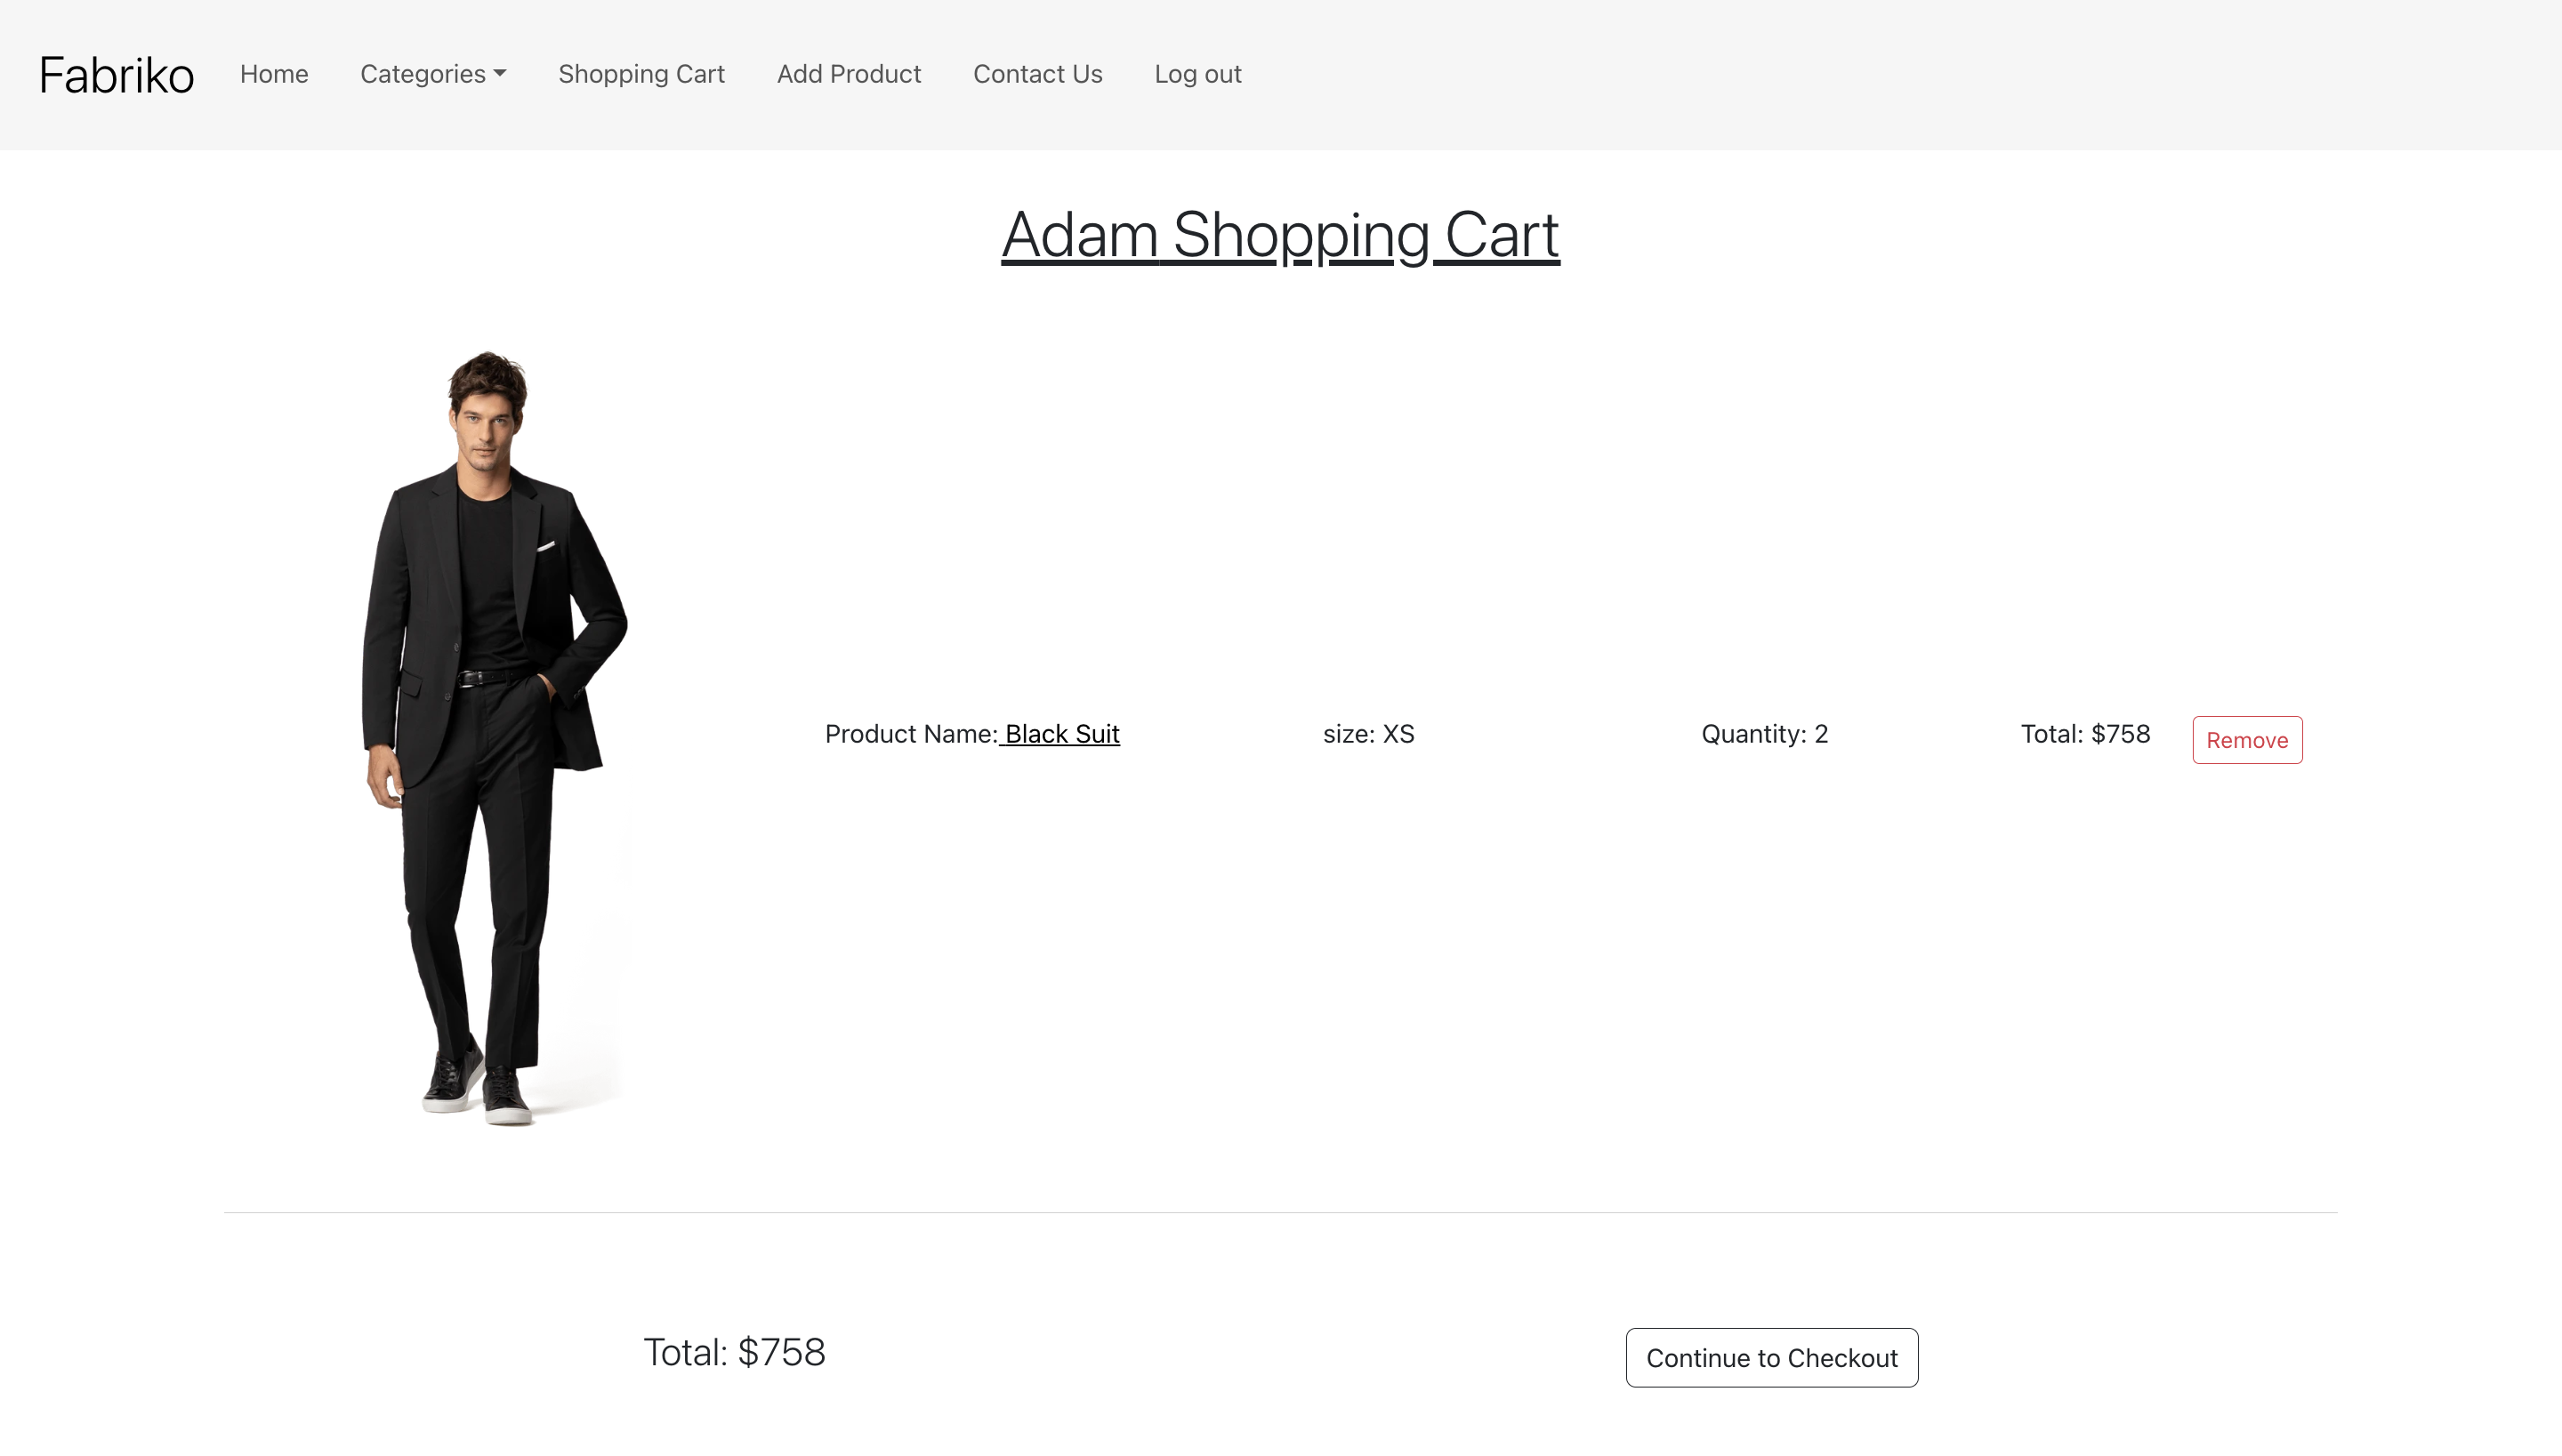 Fabriko Home Categories Shopping Cart Add Product Contact Us Log out
Adam Shopping Cart
Product Name: Black Suit size: XS Quantity: 2 Total: $758 Remove
Total: $758 Continue to Checkout